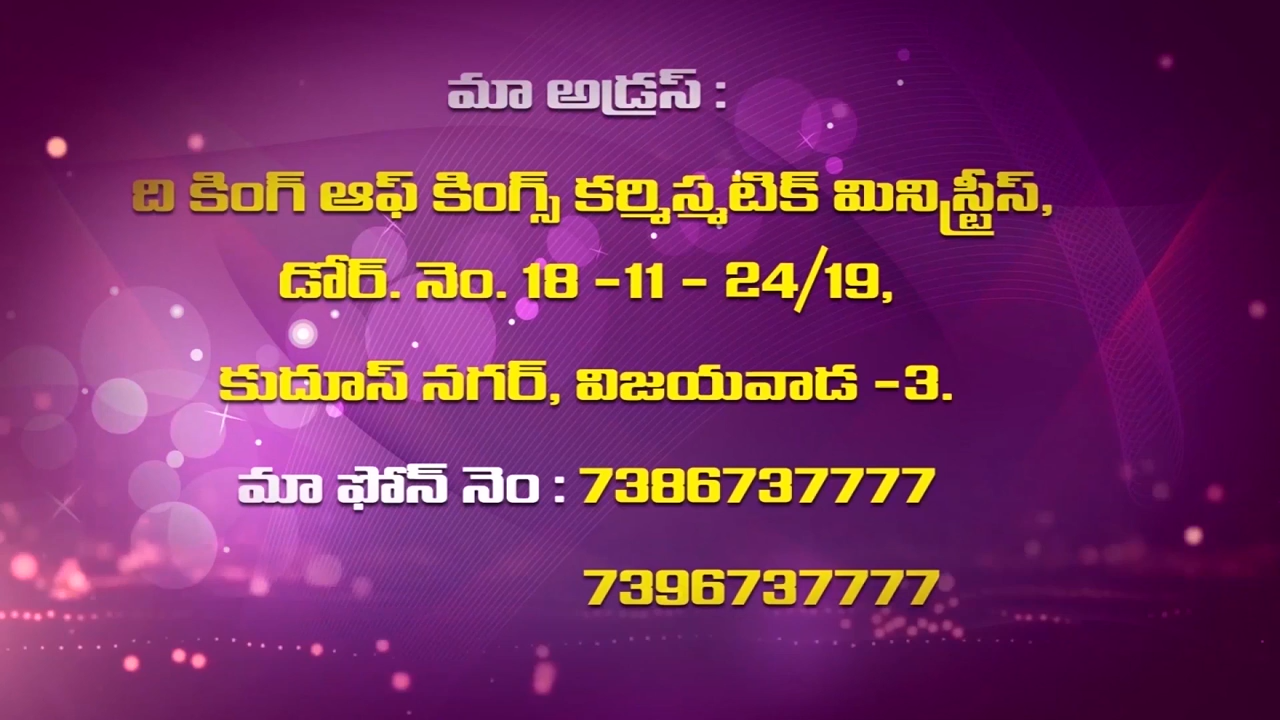 మా అడ్రస్ :
ది కింగ్ ఆఫ్ కింగ్స్ కర్మిస్మటిక్ మినిస్ట్రీస్,
డోర్. నెం. 18 -11 - 24/19,
కుదూస్ నగర్, విజయవాడ -3.
మా ఫోన్ నెం : 7386737777
7396737777